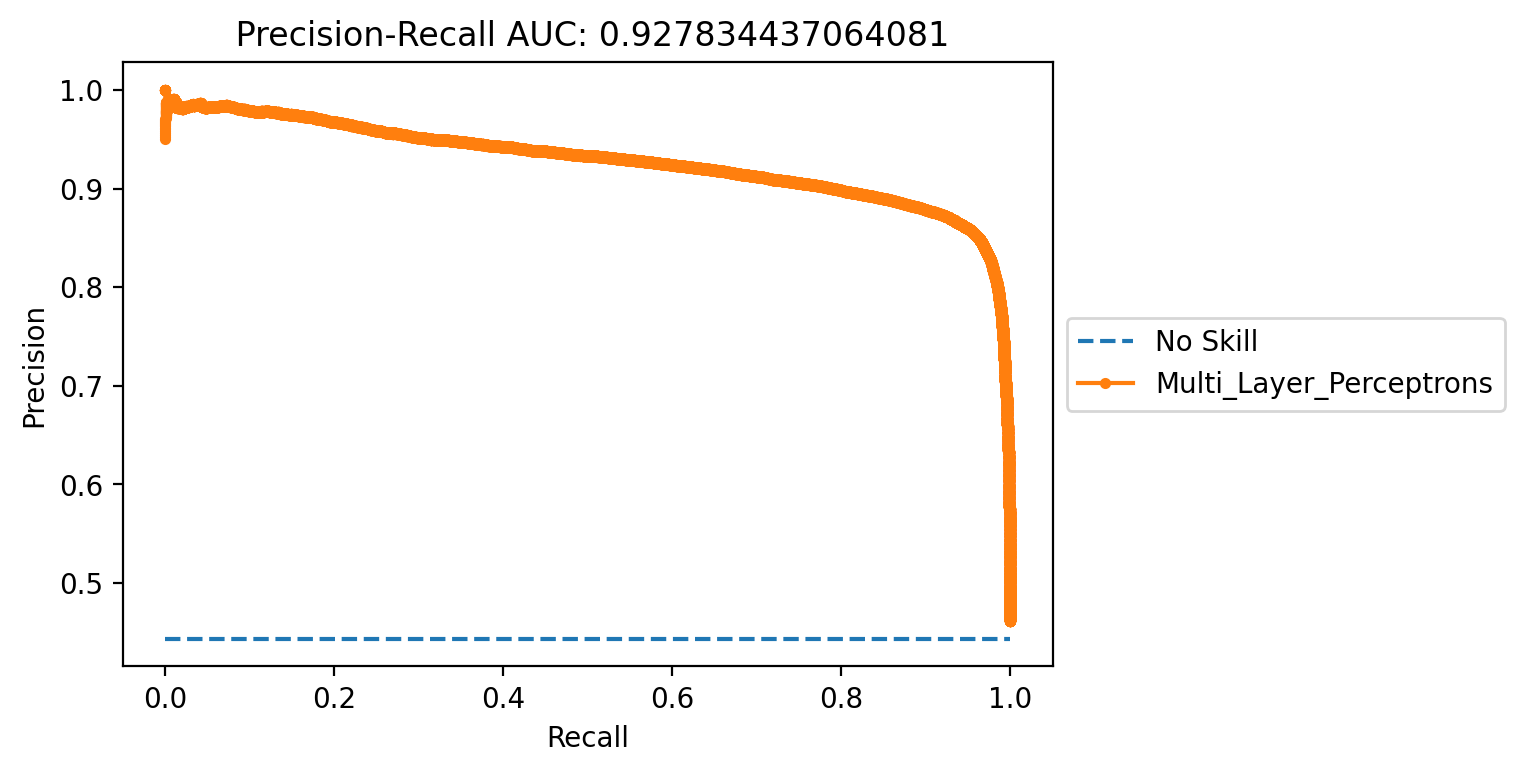 Precision-Recall AUC: 0.927834437064081
1.0
0.9
0.8
0.7
0.6
0.5
Precision
0.0 0.2 0.4 0.6 0.8 1.0
Recall
No Skill
Multi_Layer_Perceptrons